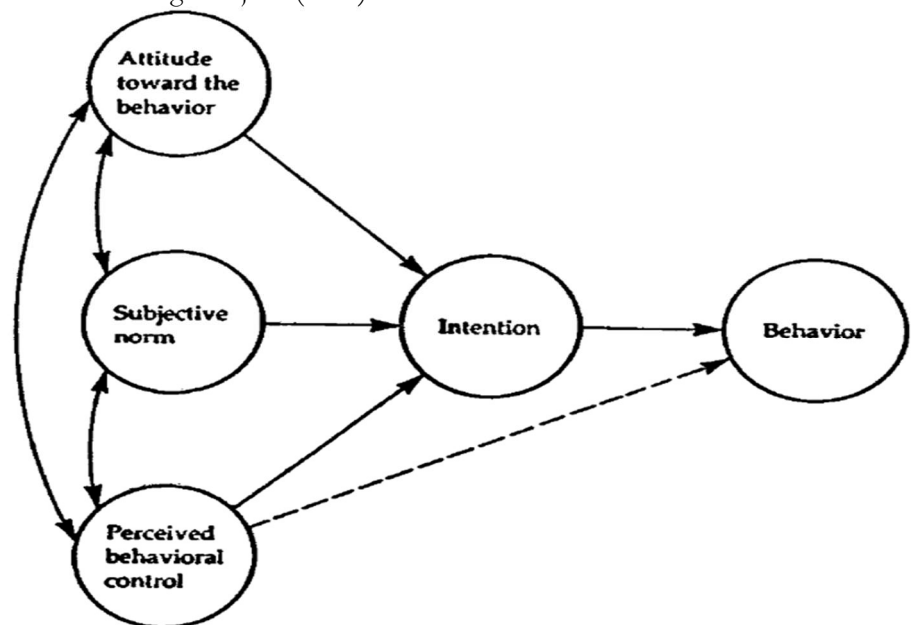 Attitude
toward the
behavior
Subjective
norm
Intention
Behavior
Perceived
behavioral
control